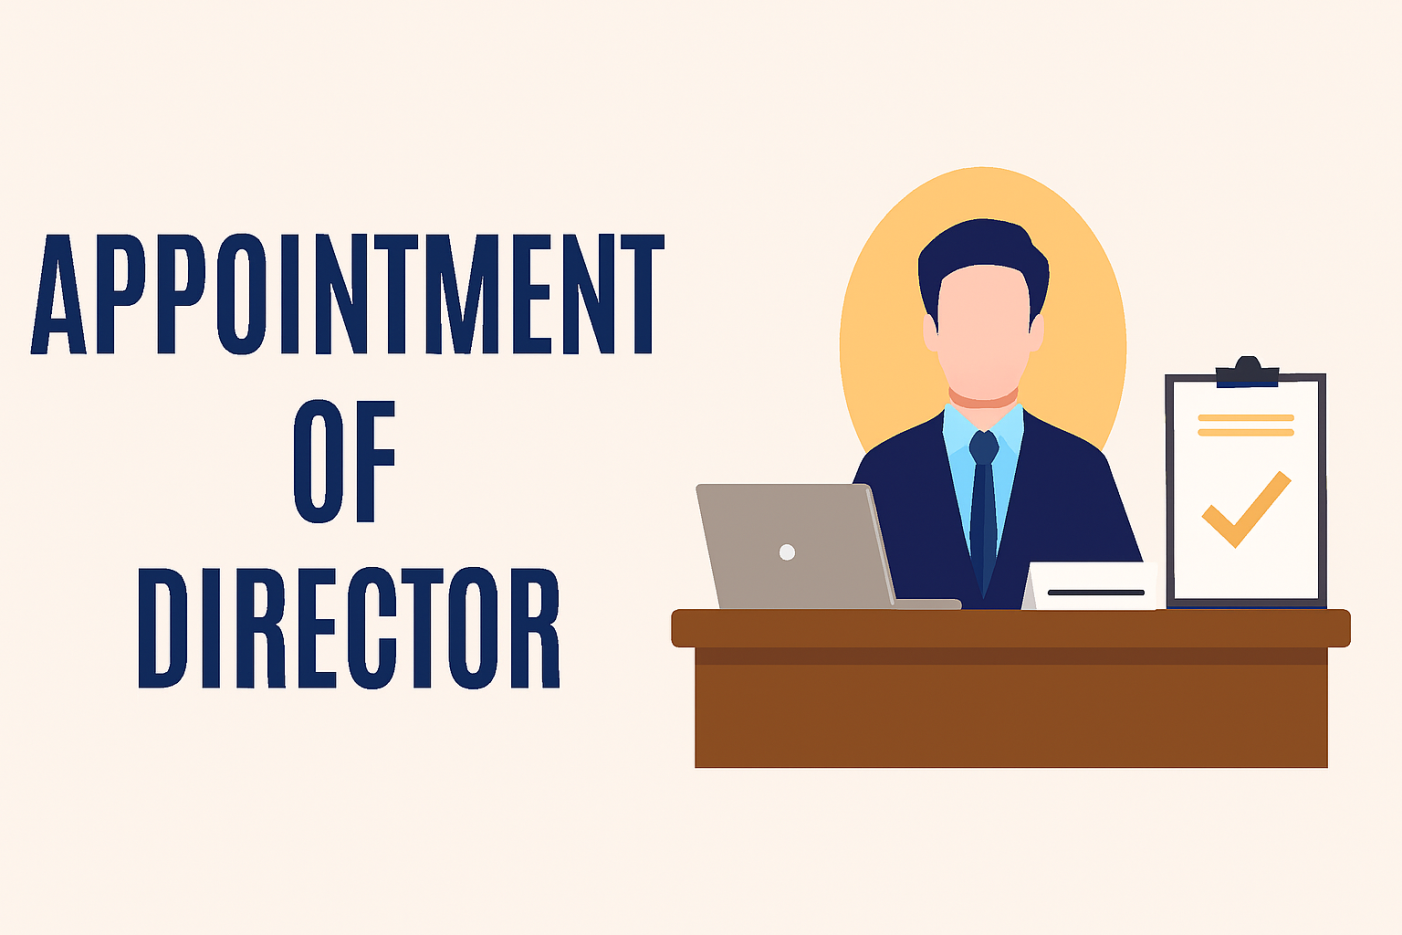 APPOINTMENT
OF
DIRECTOR